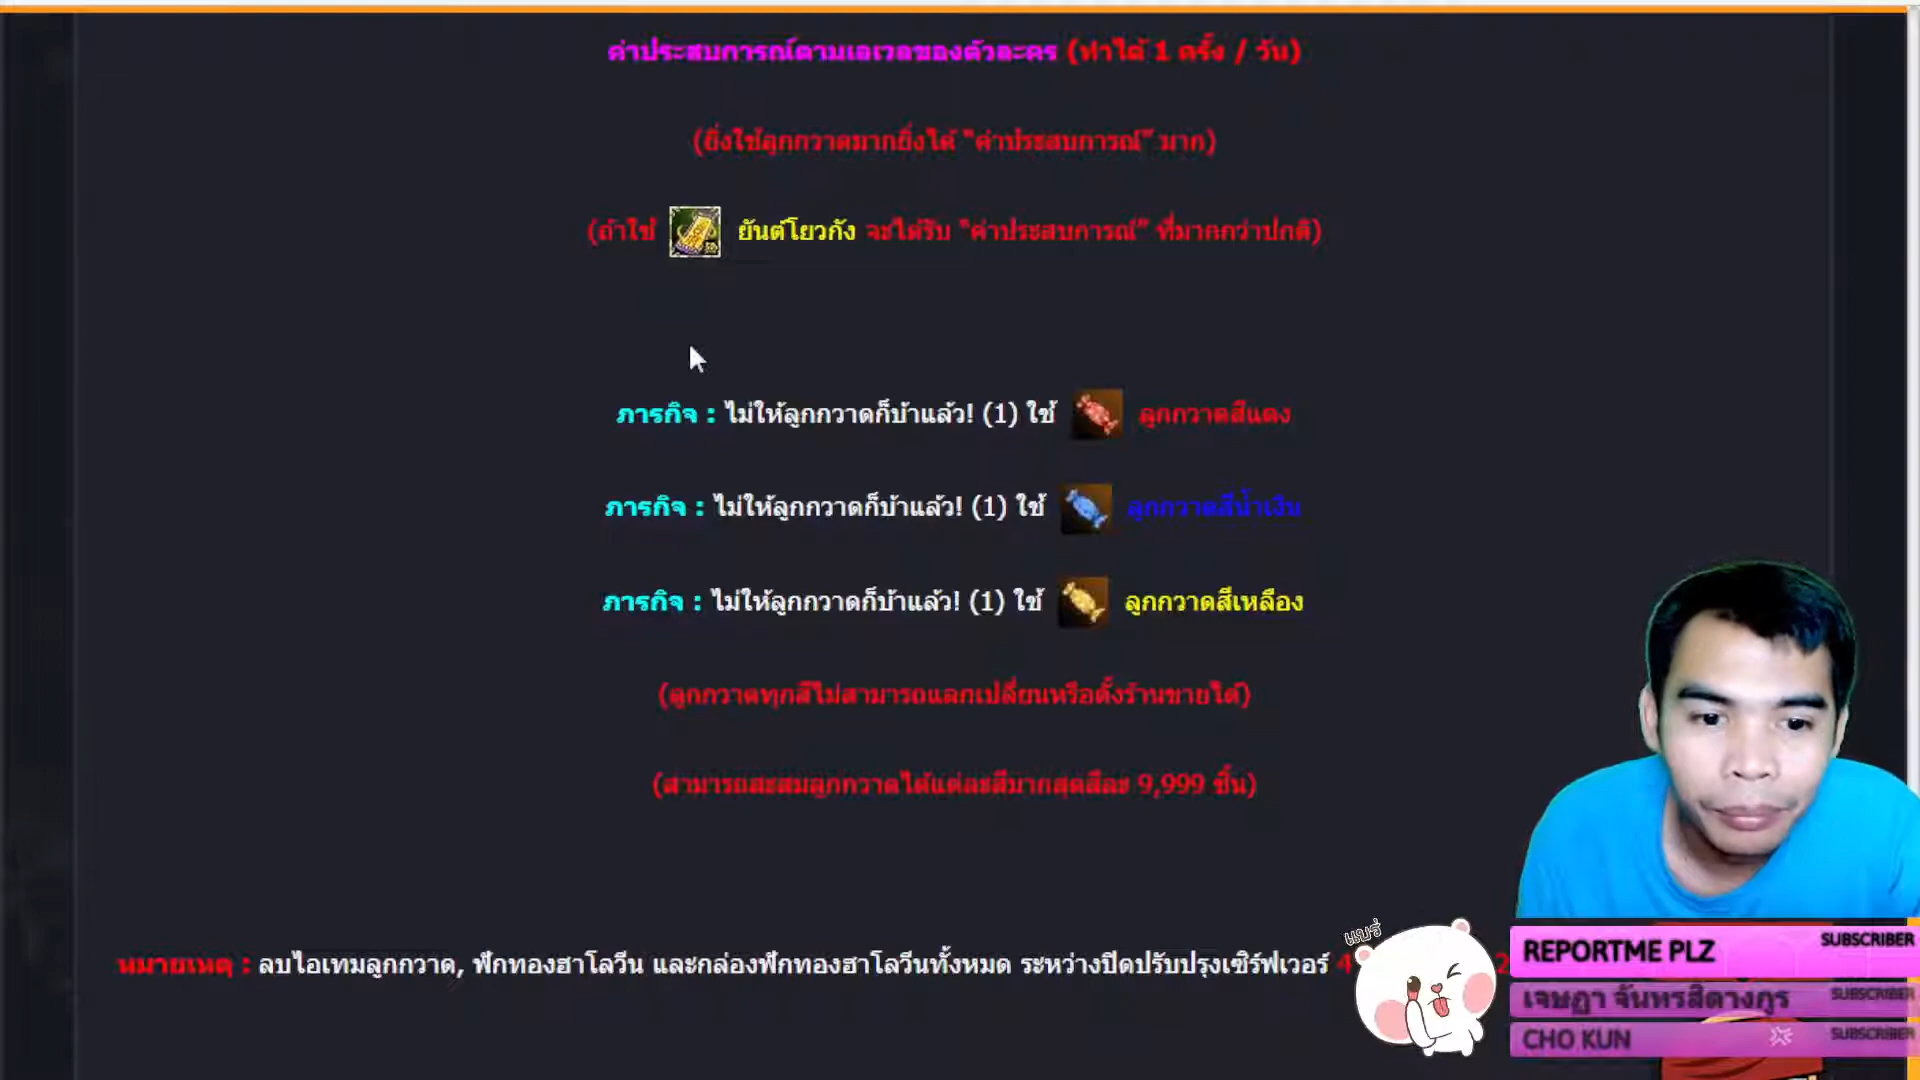 ค่าประสบการณ์ตามเลเวลของตัวละคร (ทำได้ 1 ครั้ง / วัน)
(ยิ่งใช้ลูกกวาดมากยิ่งได้ "ค่าประสบการณ์" มาก)
(ถ้าใช้ ยันต์โยวกัง จะได้รับ "ค่าประสบการณ์" ที่มากกว่าปกติ)
ภารกิจ : ไม่ให้ลูกกวาดก็บ้าแล้ว! (1) ใช้ ลูกกวาดสีแดง
ภารกิจ : ไม่ให้ลูกกวาดก็บ้าแล้ว! (1) ใช้ ลูกกวาดสีน้ำเงิน
ภารกิจ : ไม่ให้ลูกกวาดก็บ้าแล้ว! (1) ใช้ ลูกกวาดสีเหลือง
(ลูกกวาดทุกสีไม่สามารถแลกเปลี่ยนหรือตั้งร้านขายได้)
(สามารถสะสมลูกกวาดได้แต่ละสีมากสุดสีละ 9,999 ชิ้น)
หมายเหตุ : ลบไอเทมลูกกวาด, ฟักทองฮาโลวีน และกล่องฟักทองฮาโลวีนทั้งหมด ระหว่างปิดปรับปรุงเซิร์ฟเวอร์ 4
แบร่
REPORTME PLZ SUBSCRIBER
เจษฎา จันทรสิตางกูร SUBSCRIBER
CHO KUN SUBSCRIBER